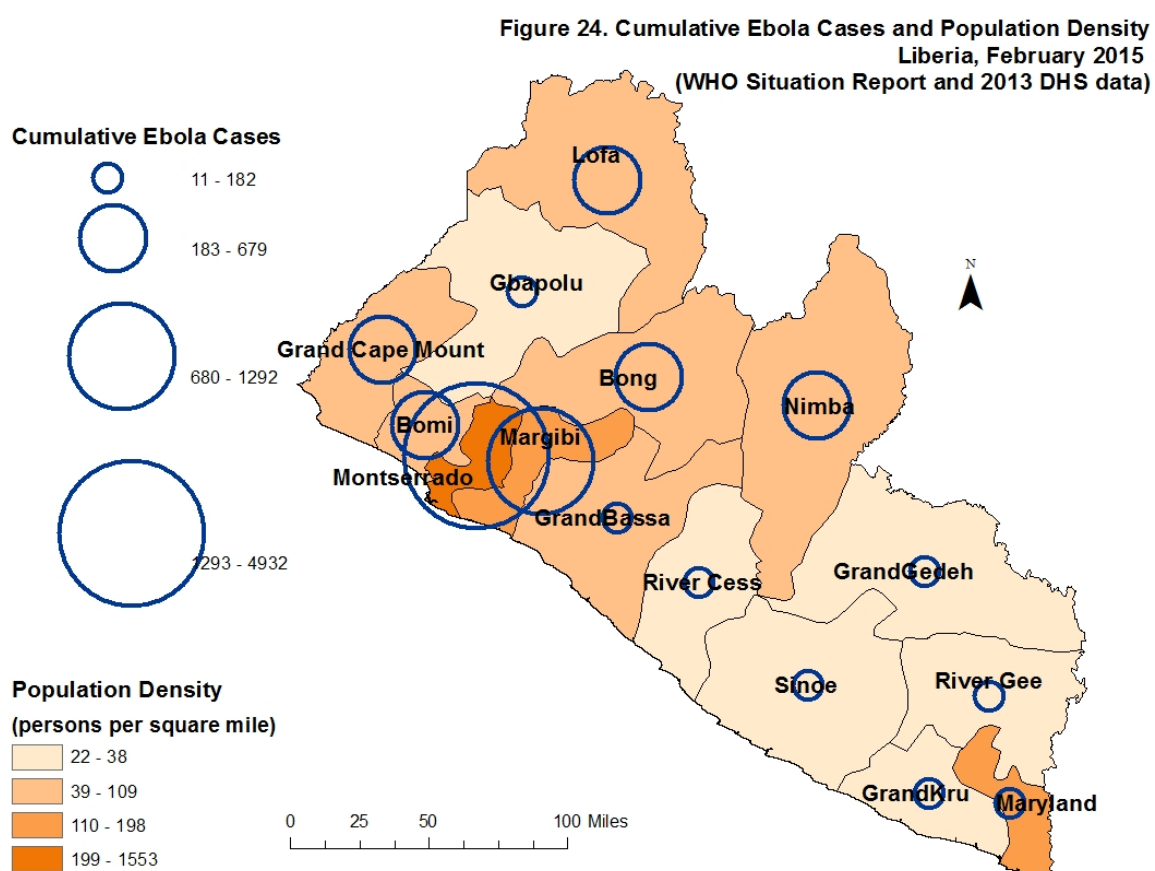 Figure 24. Cumulative Ebola Cases and Population Density
Liberia, February 2015
(WHO Situation Report and 2013 DHS data)
Cumulative Ebola Cases
11 - 182
183 - 679
680 - 1292
1293 - 4932
Lofa
Gbapolu
N
Grand Cape Mount
Bong
Nimba
Bomi
Margibi
Montserrado
GrandBassa
River Cess
GrandGedeh
Sinoe
River Gee
GrandKru
Maryland
Population Density
(persons per square mile)
22 - 38
39 - 109
110 - 198
199 - 1553
0 25 50 100 Miles